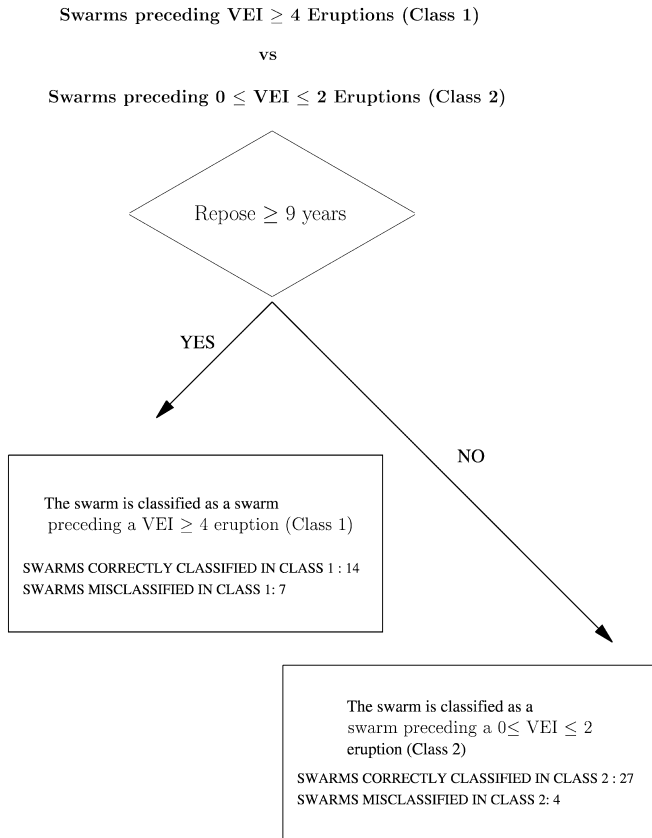 Swarms preceding VEI ≥ 4 Eruptions (Class 1)
vs
Swarms preceding 0 ≤ VEI ≤ 2 Eruptions (Class 2)
Repose ≥ 9 years
YES
NO
The swarm is classified as a swarm
preceding a VEI ≥ 4 eruption (Class 1)
SWARMS CORRECTLY CLASSIFIED IN CLASS 1 : 14
SWARMS MISCLASSIFIED IN CLASS 1: 7
The swarm is classified as a
swarm preceding a 0≤ VEI ≤ 2
eruption (Class 2)
SWARMS CORRECTLY CLASSIFIED IN CLASS 2 : 27
SWARMS MISCLASSIFIED IN CLASS 2: 4